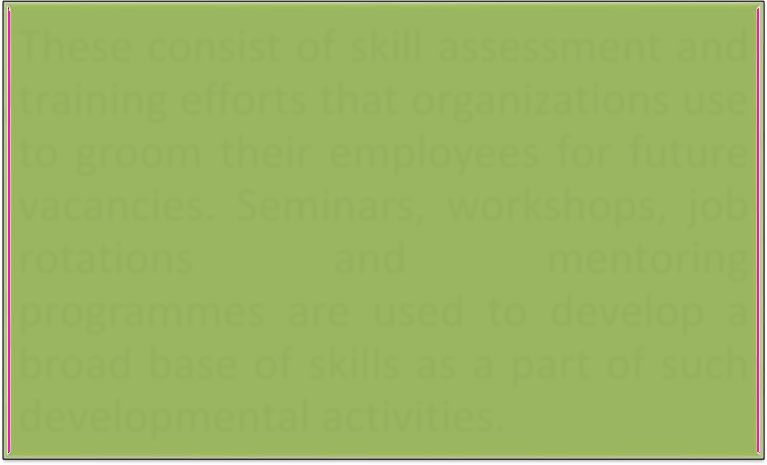 These consist of skill assessment and
training efforts that organizations use
to groom their employees for future
vacancies. Seminars, workshops, job
rotations and mentoring
programmes are used to develop a
broad base of skills as a part of such
developmental activities.